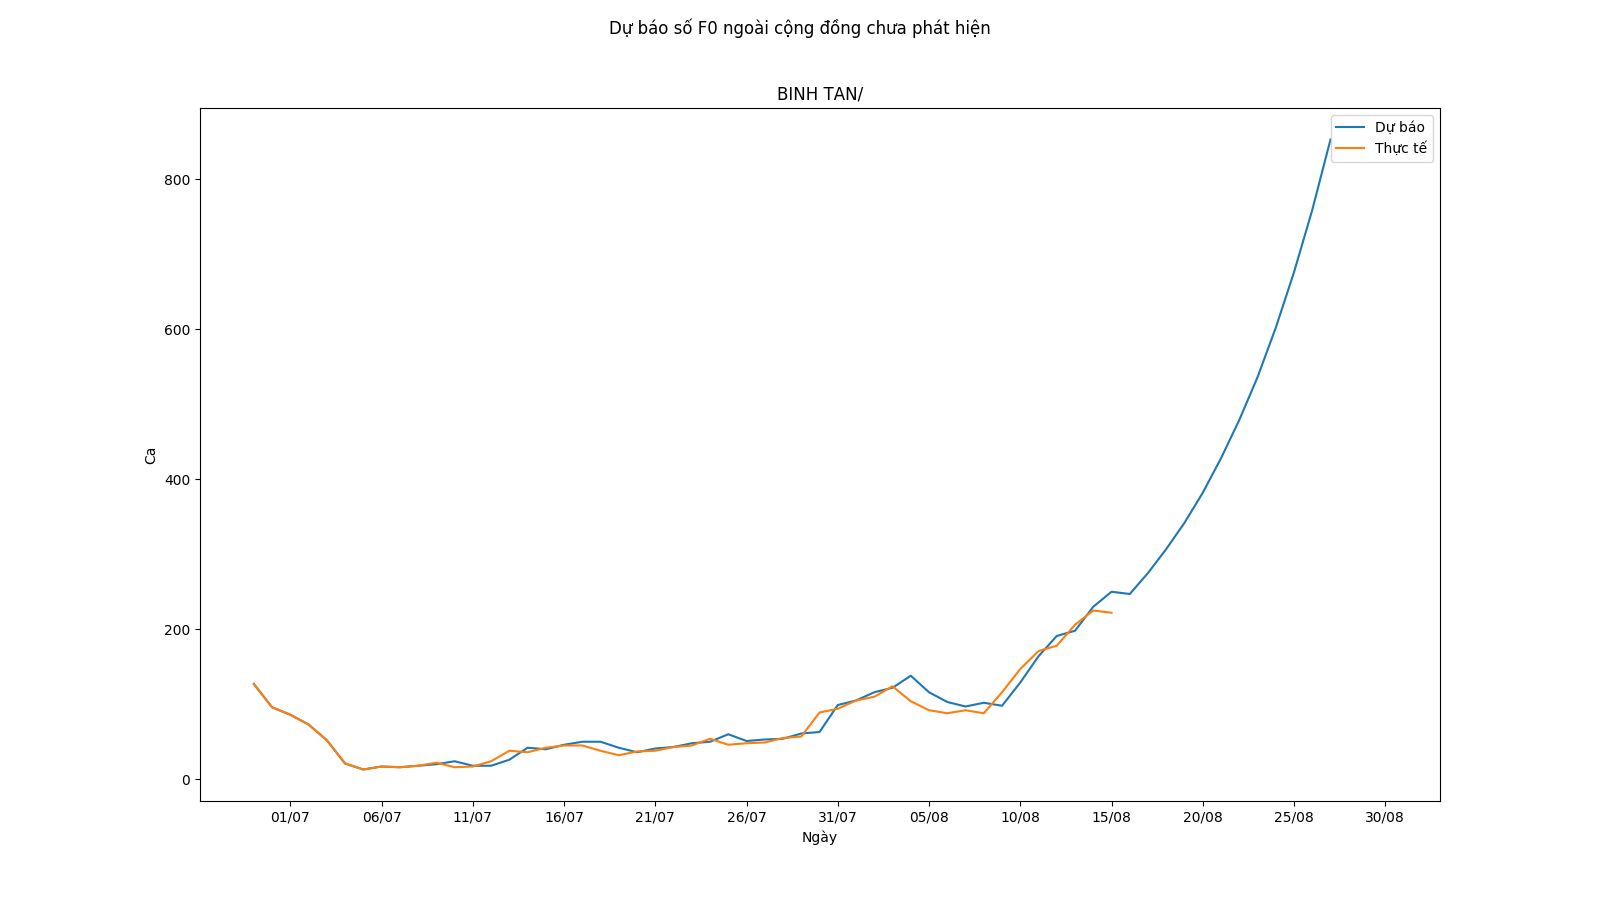 Dự báo số F0 ngoài cộng đồng chưa phát hiện
BINH TAN/
Dự báo
Thực tế
800
600
400
200
0
Ca
01/07 06/07 11/07 16/07 21/07 26/07 31/07 05/08 10/08 15/08 20/08 25/08 30/08
Ngày